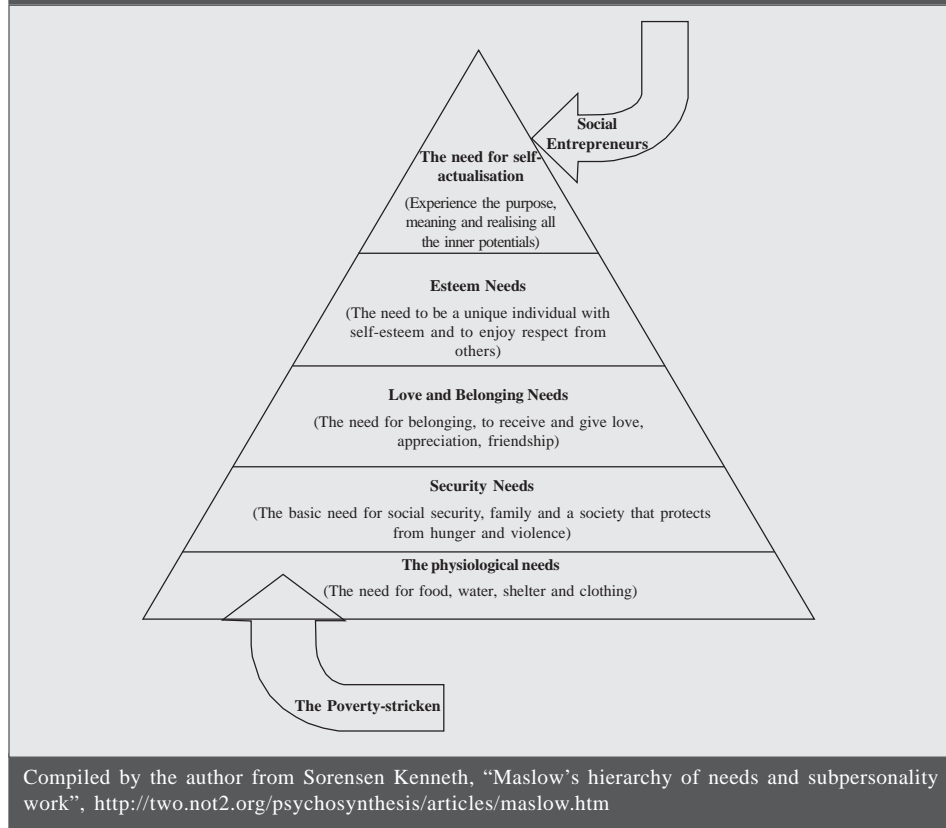 Social
Entrepreneurs
The need for self-
actualisation
(Experience the purpose,
meaning and realising all
the inner potentials)
Esteem Needs
(The need to be a unique individual with
self-esteem and to enjoy respect from
others)
Love and Belonging Needs
(The need for belonging, to receive and give love,
appreciation, friendship)
Security Needs
(The basic need for social security, family and a society that protects
from hunger and violence)
The physiological needs
(The need for food, water, shelter and clothing)
The Poverty-stricken
Compiled by the author from Sorensen Kenneth, “Maslow’s hierarchy of needs and subpersonality
work”, http://two.not2.org/psychosynthesis/articles/maslow.htm